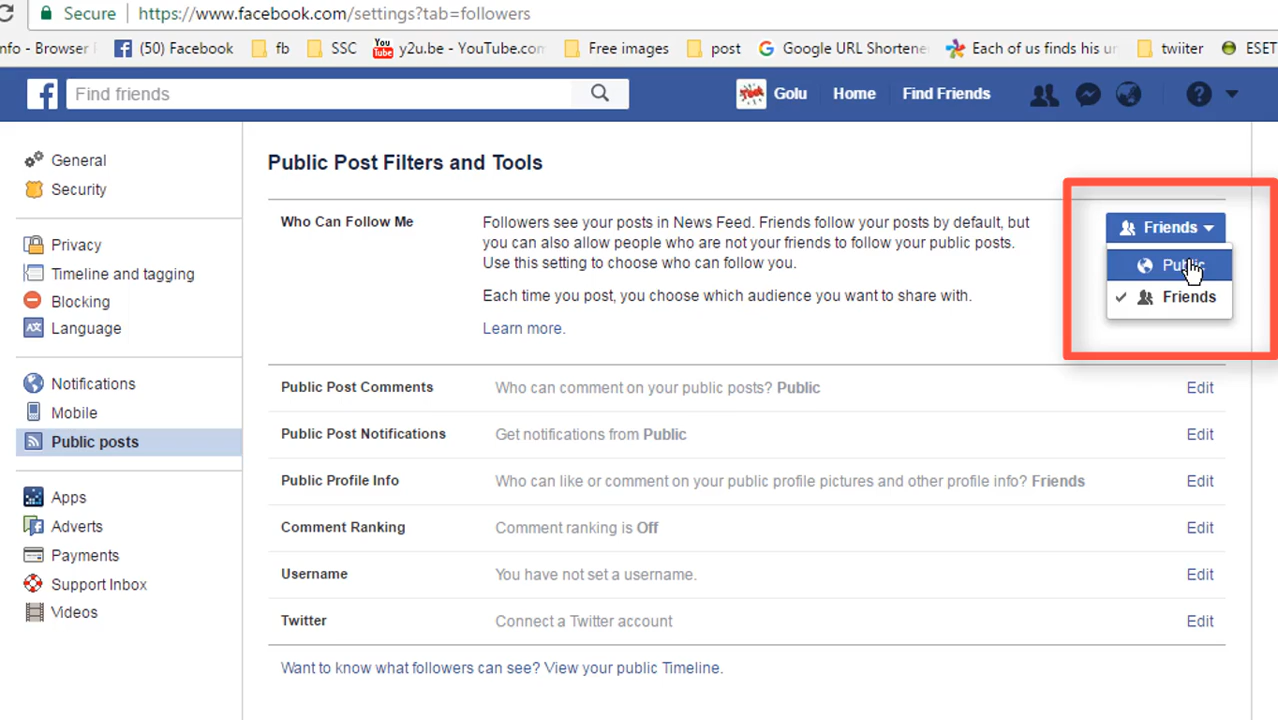 Secure https://www.facebook.com/settings?tab=followers
nfo - Browser (50) Facebook fb SSC You Tube y2u.be - YouTube.com Free images post G Google URL Shortene Each of us finds his un twiiter ESET
f Find friends Golu Home Find Friends ?
General
Security
Privacy
Timeline and tagging
Blocking
Language
Notifications
Mobile
Public posts
Apps
Adverts
Payments
Support Inbox
Videos
Public Post Filters and Tools
Who Can Follow Me
Followers see your posts in News Feed. Friends follow your posts by default, but
you can also allow people who are not your friends to follow your public posts.
Use this setting to choose who can follow you.
Each time you post, you choose which audience you want to share with.
Learn more.
Friends
Public
Friends
Public Post Comments Who can comment on your public posts? Public Edit
Public Post Notifications Get notifications from Public Edit
Public Profile Info Who can like or comment on your public profile pictures and other profile info? Friends Edit
Comment Ranking Comment ranking is Off Edit
Username You have not set a username. Edit
Twitter Connect a Twitter account Edit
Want to know what followers can see? View your public Timeline.